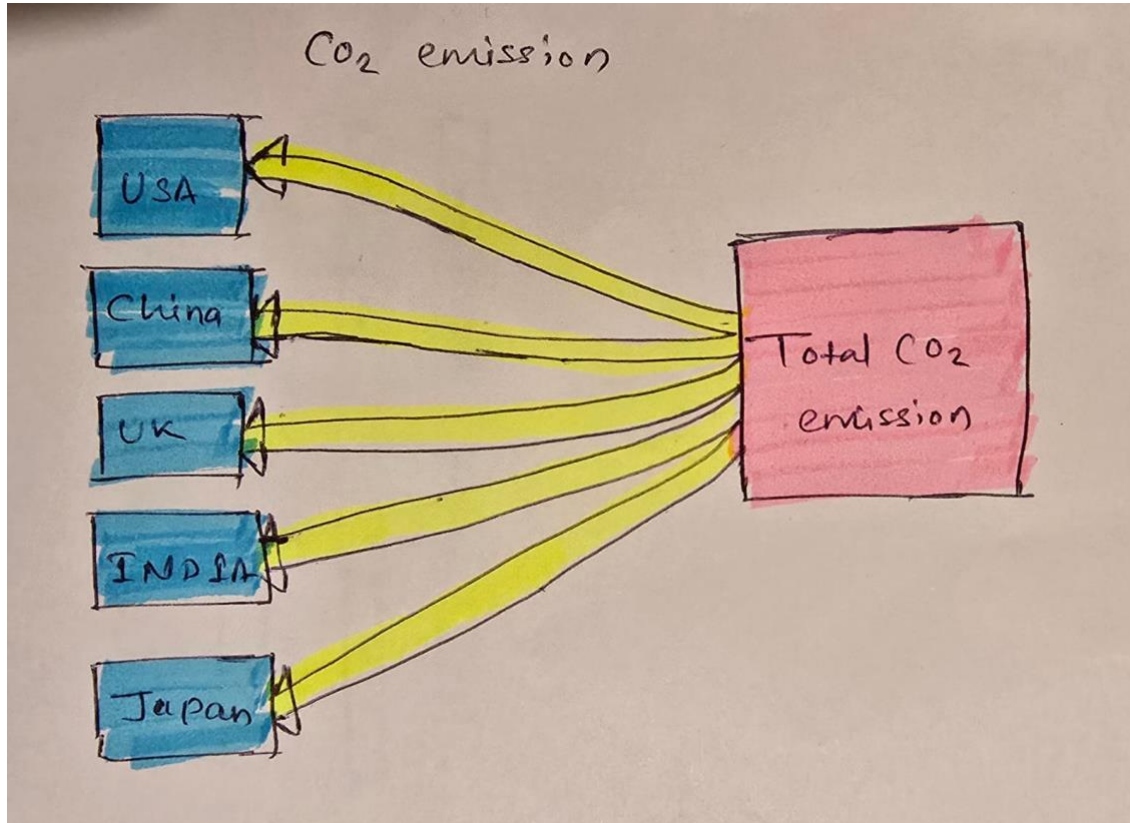 CO₂ emission
USA
China
UK
INDIA
Japan
Total CO₂
emission